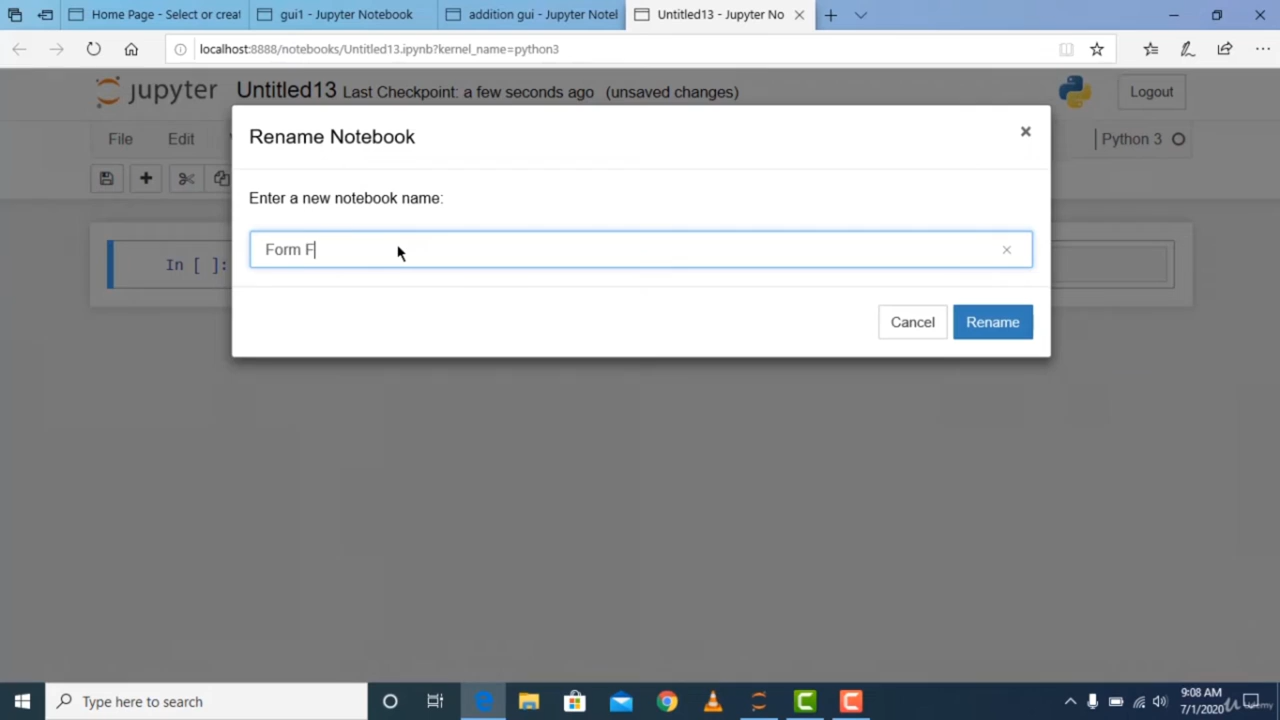 Home Page - Select or creat
gui1 - Jupyter Notebook
addition gui - Jupyter Notel
Untitled13 - Jupyter No
localhost:8888/notebooks/Untitled13.ipynb?kernel_name=python3
jupyter Untitled13 Last Checkpoint: a few seconds ago (unsaved changes)
Logout
Rename Notebook
File Edit
Python 3
Enter a new notebook name:
Form F
In [ ]:
Cancel Rename
Type here to search
9:08 AM
7/1/2020
Udemy